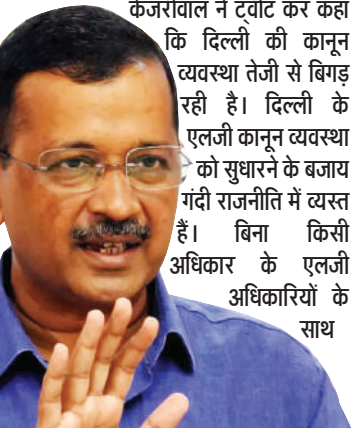 केजरीवाल ने ट्वीट कर कहा
कि दिल्ली की कानून
व्यवस्था तेजी से बिगड़
रही है। दिल्ली के
एलजी कानून व्यवस्था
को सुधारने के बजाय
गंदी राजनीति में व्यस्त
हैं। बिना किसी
अधिकार के एलजी
अधिकारियों के
साथ